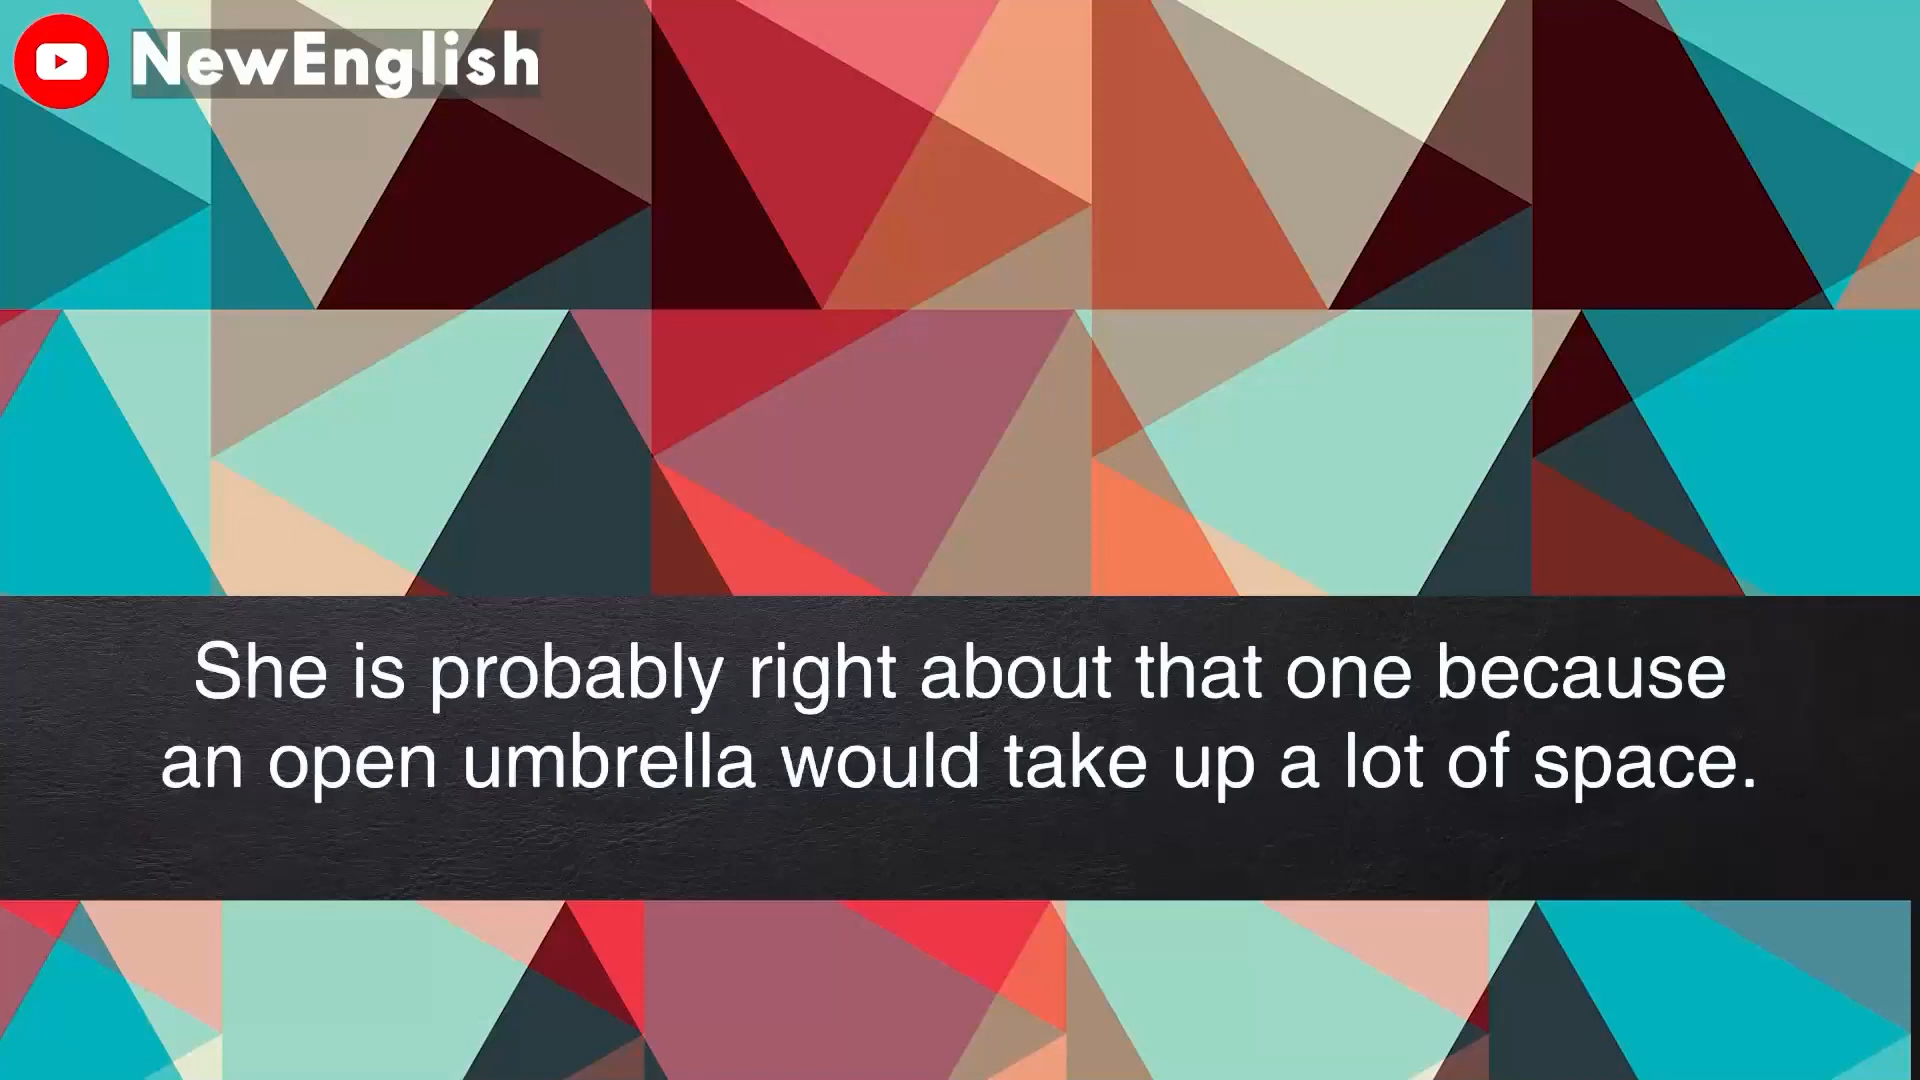 NewEnglish
She is probably right about that one because
an open umbrella would take up a lot of space.